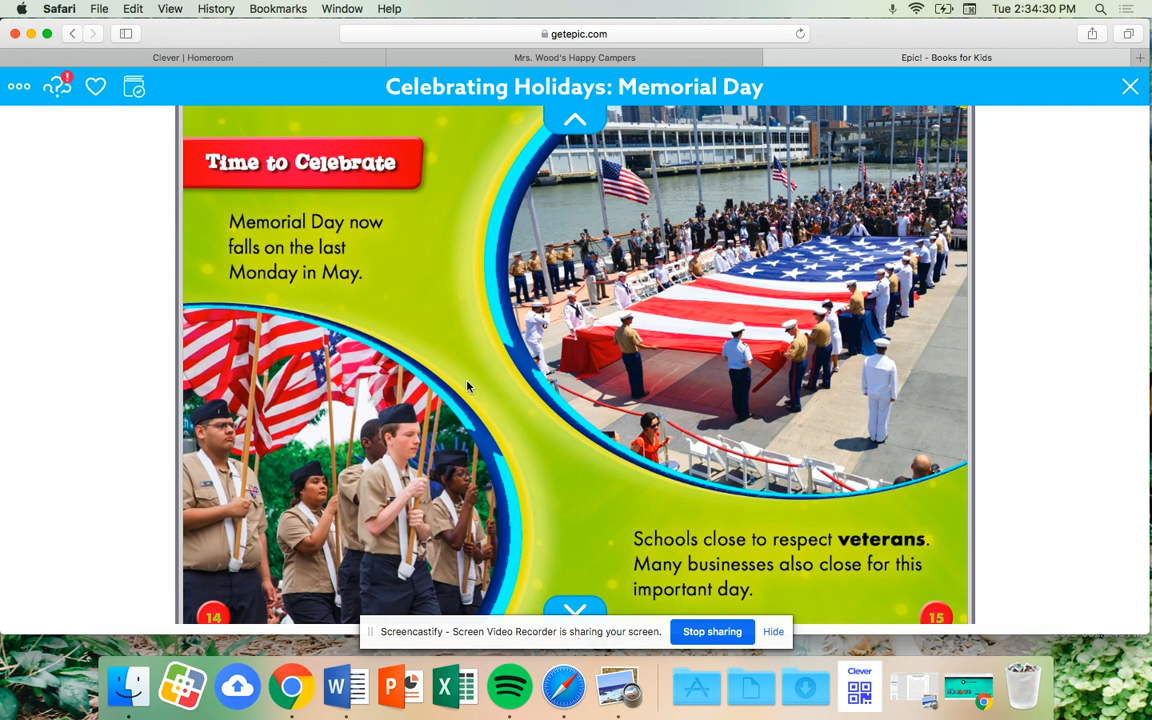 Safari File Edit View History Bookmarks Window Help Tue 2:34:30 PM
getepic.com
Clever | Homeroom Mrs. Wood's Happy Campers Epic! - Books for Kids
Celebrating Holidays: Memorial Day
Time to Celebrate
Memorial Day now
falls on the last
Monday in May.
Schools close to respect veterans.
Many businesses also close for this
important day.
14
15
Screencastify - Screen Video Recorder is sharing your screen. Stop sharing Hide
Clever